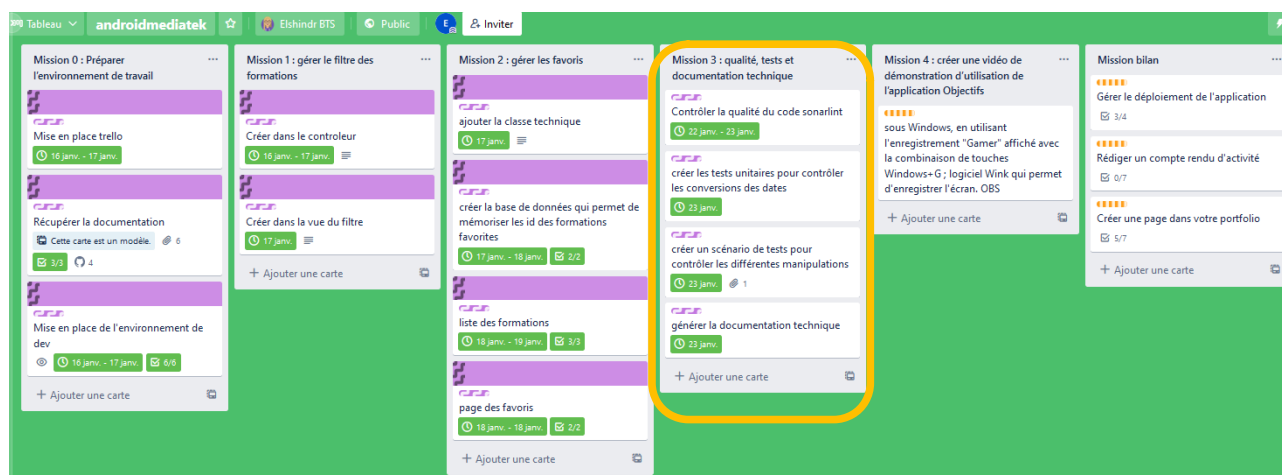 Tableau androidmediatek Elshindr BTS Public E Inviter
Mission 0 : Préparer
l'environnement de travail
Mise en place trello
16 janv. - 17 janv.
Récupérer la documentation
Cette carte est un modèle. 6
3/3 4
Mise en place de l'environnement de
dev
16 janv. - 17 janv. 6/6
+ Ajouter une carte
Mission 1 : gérer le filtre des
formations
Créer dans le controleur
16 janv. - 17 janv.
Créer dans la vue du filtre
17 janv.
+ Ajouter une carte
Mission 2 : gérer les favoris
ajouter la classe technique
17 janv.
créer la base de données qui permet de
mémoriser les id des formations
favorites
17 janv. - 18 janv. 2/2
liste des formations
18 janv. - 19 janv. 3/3
page des favoris
18 janv. - 18 janv. 2/2
+ Ajouter une carte
Mission 3 : qualité, tests et
documentation technique
Contrôler la qualité du code sonarlint
22 janv. - 23 janv.
créer les tests unitaires pour contrôler
les conversions des dates
23 janv.
créer un scénario de tests pour
contrôler les différentes manipulations
23 janv. 1
générer la documentation technique
23 janv.
+ Ajouter une carte
Mission 4 : créer une vidéo de
démonstration d'utilisation de
l'application Objectifs
sous Windows, en utilisant
l'enregistrement "Gamer" affiché avec
la combinaison de touches
Windows+G ; logiciel Wink qui permet
d'enregistrer l'écran. OBS
+ Ajouter une carte
Mission bilan
Gérer le déploiement de l'application
3/4
Rédiger un compte rendu d'activité
0/7
Créer une page dans votre portfolio
5/7
+ Ajouter une carte